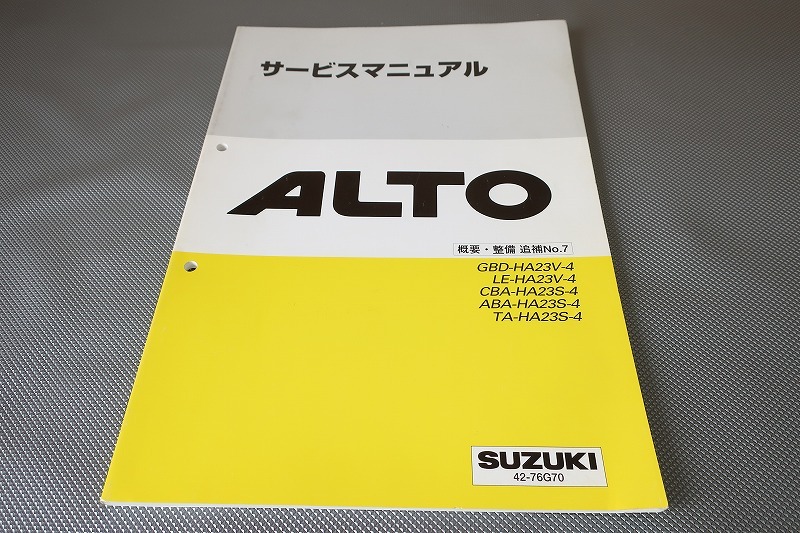 サービスマニュアル
ALTO
概要・整備 追補No.7
GBD-HA23V-4
LE-HA23V-4
CBA-HA23S-4
ABA-HA23S-4
TA-HA23S-4
SUZUKI
42-76G70